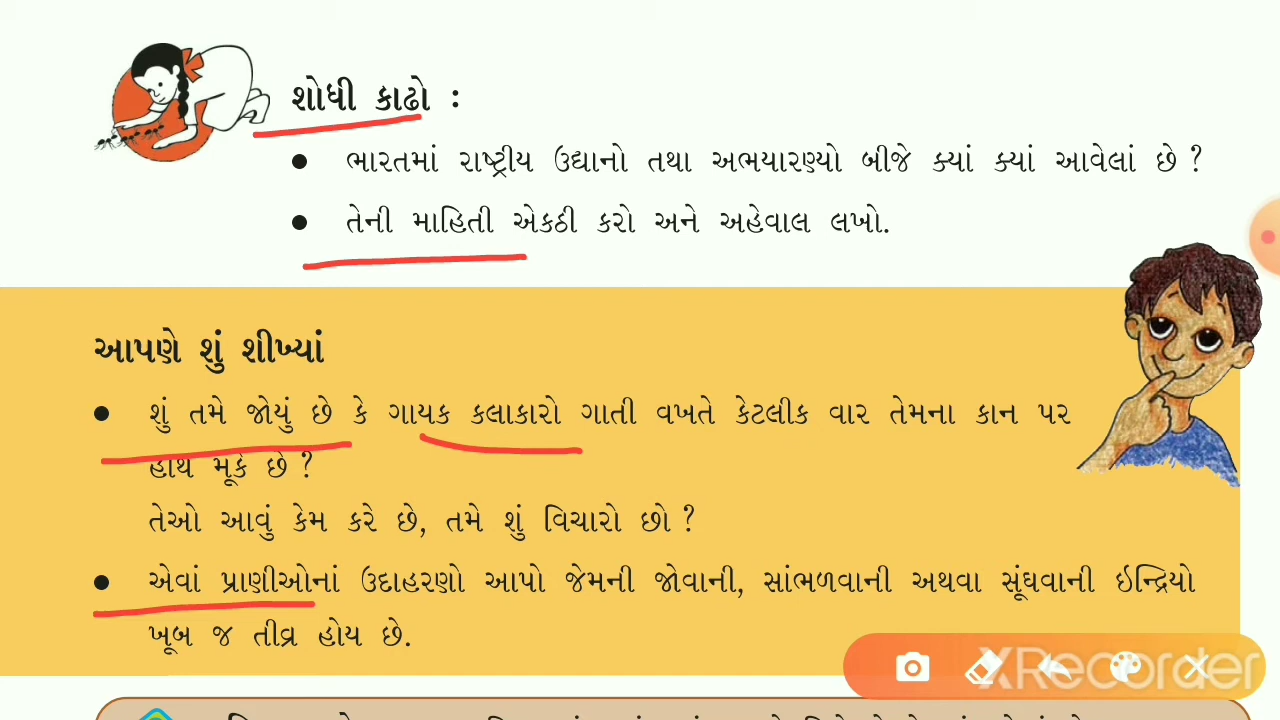 શોધી કાઢો :
● ભારતમાં રાષ્ટ્રીય ઉદ્યાનો તથા અભયારણ્યો બીજે ક્યાં ક્યાં આવેલાં છે ?
● તેની માહિતી એકઠી કરો અને અહેવાલ લખો.
આપણે શું શીખ્યાં
● શું તમે જોયું છે કે ગાયક કલાકારો ગાતી વખતે કેટલીક વાર તેમના કાન પર
હાથ મૂકે છે ?
તેઓ આવું કેમ કરે છે, તમે શું વિચારો છો ?
● એવાં પ્રાણીઓનાં ઉદાહરણો આપો જેમની જોવાની, સાંભળવાની અથવા સૂંઘવાની ઇન્દ્રિયો
ખૂબ જ તીવ્ર હોય છે.
XRecorder